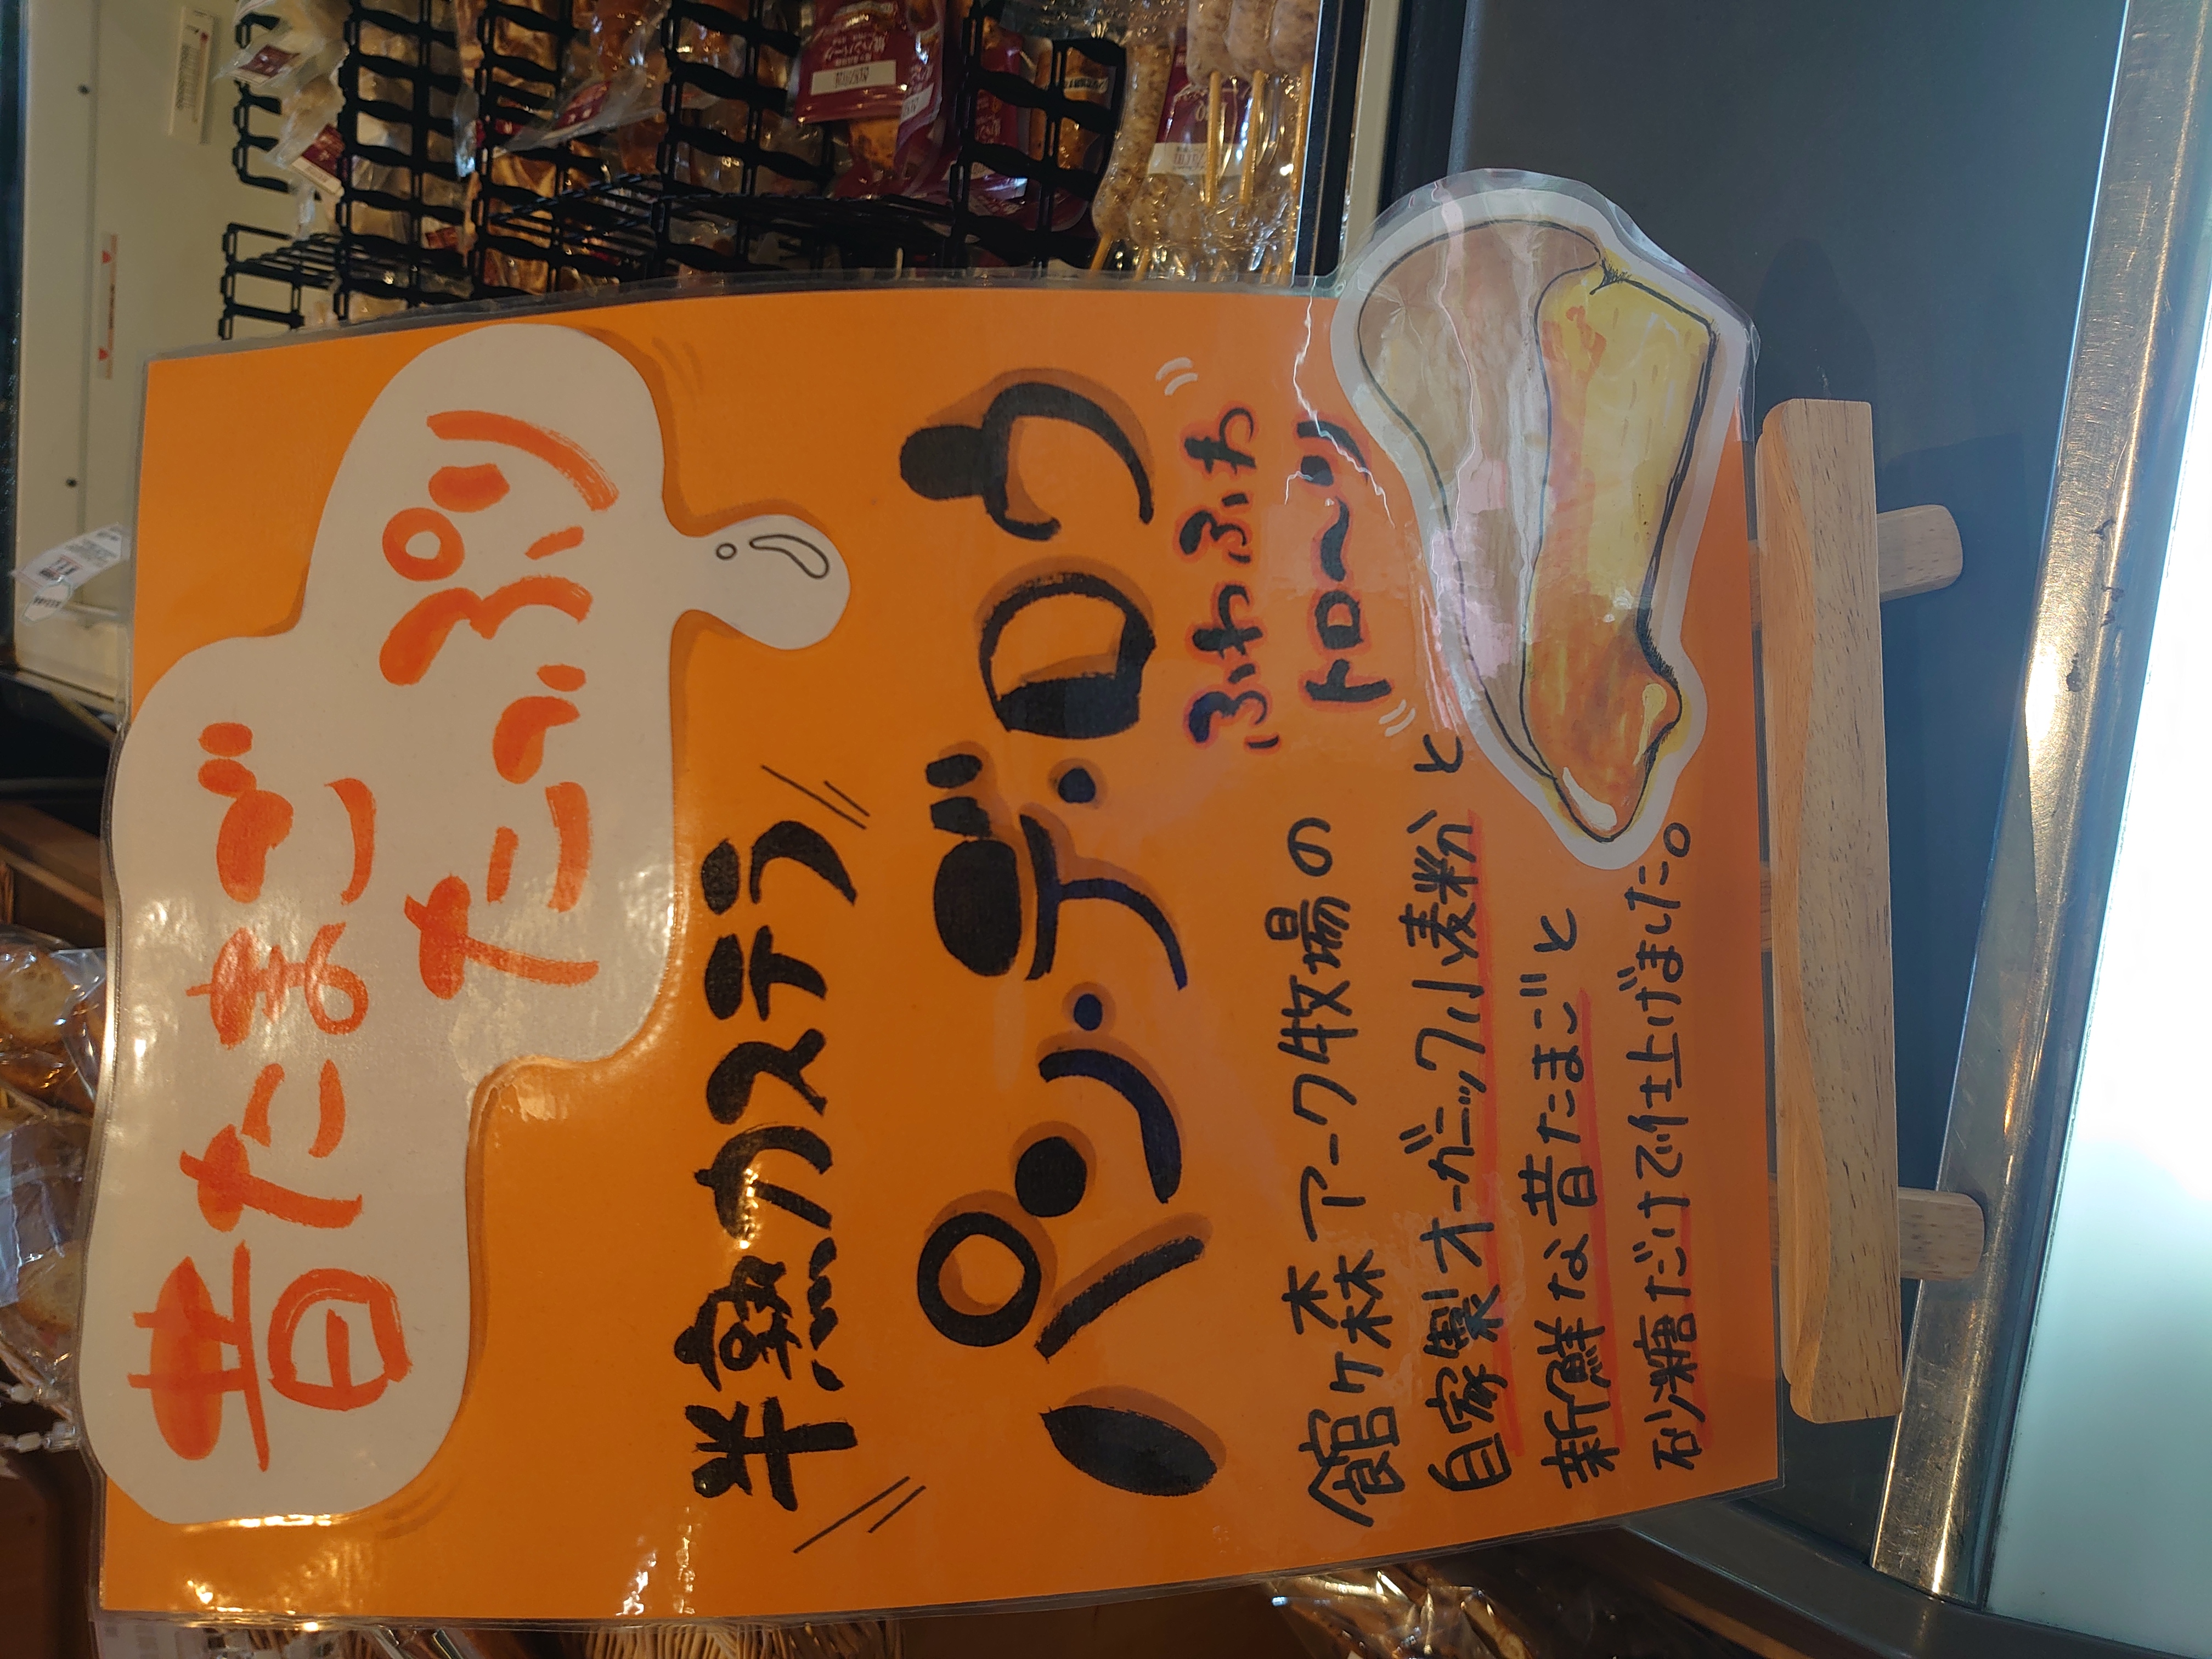 昔たまご
たっぷり
半熟カステラ
パン・デ・ロウ
ふわふわ
トロ〜リ
館ヶ森アーク牧場の
自家製オーガニック小麦粉と
新鮮な昔たまごと
砂糖だけで仕上げました。